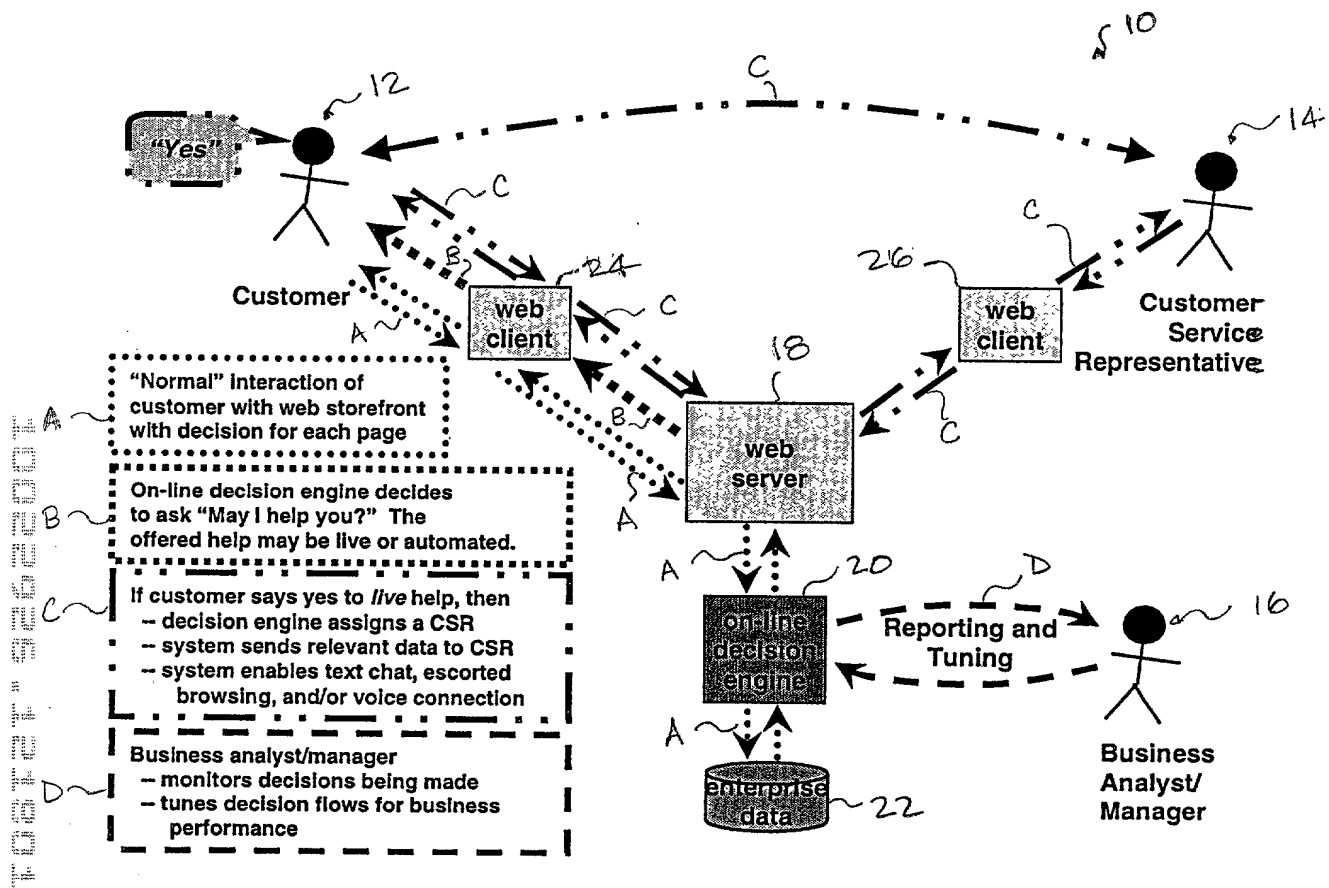 10
C
12
14
"Yes"
C
C
B
24
26
Customer
A
web
client
C
web
client
Customer
Service
Representative
18
B
C
web
server
A
A
"Normal" interaction of
customer with web storefront
with decision for each page
B
On-line decision engine decides
to ask "May I help you?" The
offered help may be live or automated.
A
20
D
16
C
If customer says yes to live help, then
– decision engine assigns a CSR
– system sends relevant data to CSR
– system enables text chat, escorted
browsing, and/or voice connection
on-line
decision
engine
Reporting and
Tuning
A
D
Business analyst/manager
– monitors decisions being made
– tunes decision flows for business
performance
enterprise
data
22
Business
Analyst/
Manager